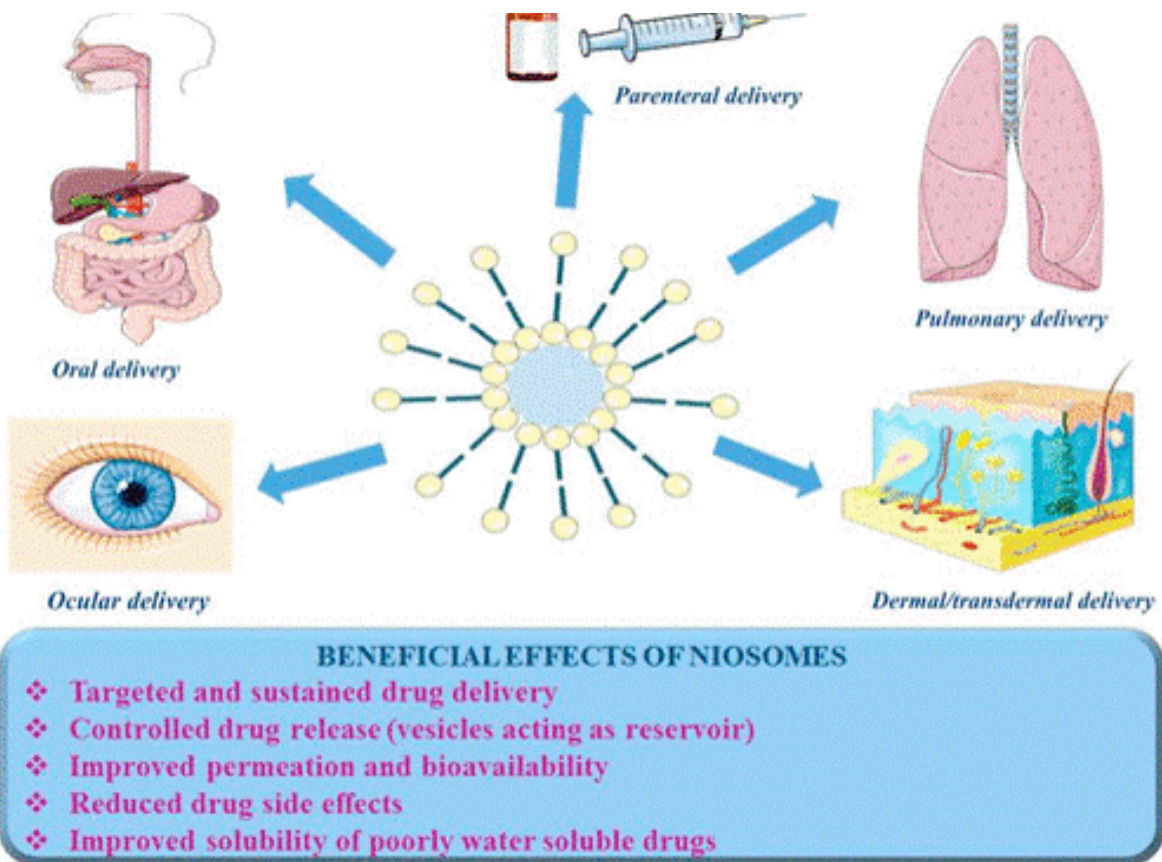 Parenteral delivery
Pulmonary delivery
Oral delivery
Ocular delivery
Dermal/transdermal delivery
BENEFICIAL EFFECTS OF NIOSOMES
❖ Targeted and sustained drug delivery
❖ Controlled drug release (vesicles acting as reservoir)
❖ Improved permeation and bioavailability
❖ Reduced drug side effects
❖ Improved solubility of poorly water soluble drugs